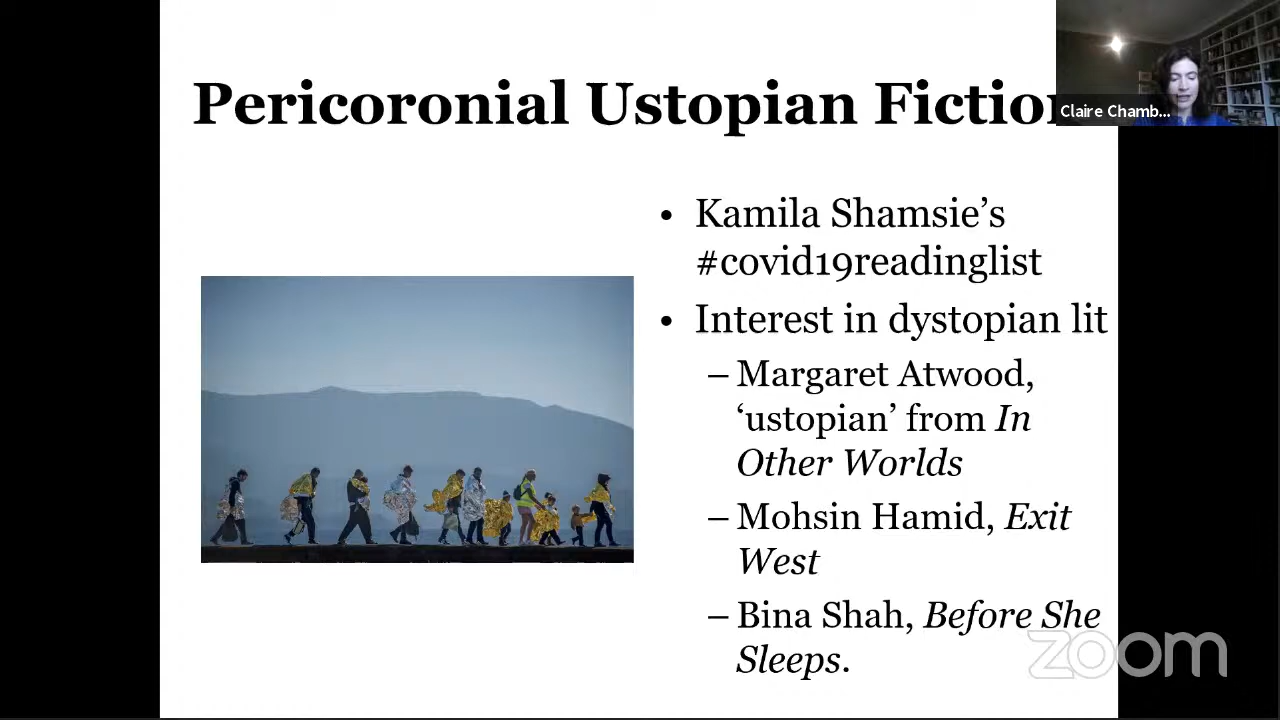 Pericoronial Ustopian Fictio
Claire Chamb...
• Kamila Shamsie’s
#covid19readinglist
• Interest in dystopian lit
– Margaret Atwood,
‘ustopian’ from In
Other Worlds
– Mohsin Hamid, Exit
West
– Bina Shah, Before She
Sleeps.
zoom